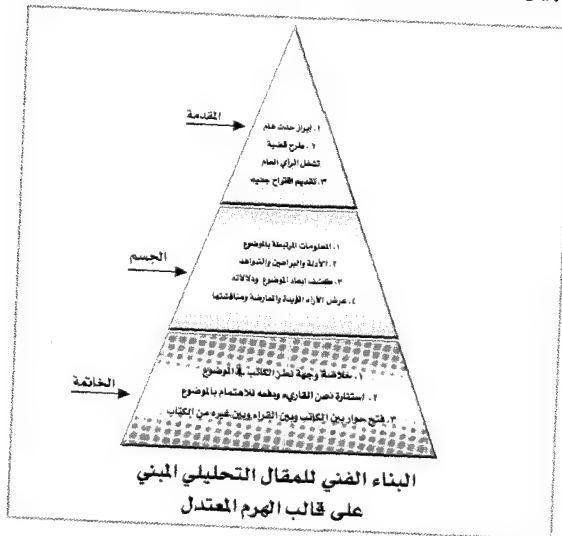 المقدمة
١. إبراز حدث هام
٢. طرح قضية
تشغل الرأي العام
٣. تقديم اقتراح جديد
الجسم
١. المعلومات المرتبطة بالموضوع
٢. الأدلة والبراهين والشواهد
٣. كشف أبعاد الموضوع ودلالاته
٤. عرض الآراء المؤيدة والمعارضة ومناقشتها
الخاتمة
١. خلاصة وجهة نظر الكاتب في الموضوع
٢. استثارة ذهن القاريء ودفعه للاهتمام بالموضوع
٣. فتح حوار بين الكاتب وبين القراء وبين غيره من الكتاب
البناء الفني للمقال التحليلي المبني
على قالب الهرم المعتدل